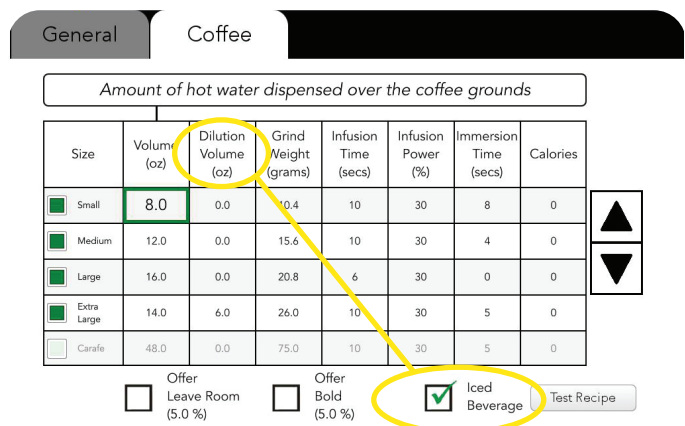 General Coffee
Amount of hot water dispensed over the coffee grounds
Size Volume (oz) Dilution Volume (oz) Grind Weight (grams) Infusion Time (secs) Infusion Power (%) Immersion Time (secs) Calories
Small 8.0 0.0 10.4 10 30 8 0
Medium 12.0 0.0 15.6 10 30 4 0
Large 16.0 0.0 20.8 6 30 0 0
Extra Large 14.0 6.0 26.0 10 30 5 0
Carafe 48.0 0.0 75.0 10 30 5 0
Offer Leave Room (5.0 %) Offer Bold (5.0 %) Iced Beverage Test Recipe